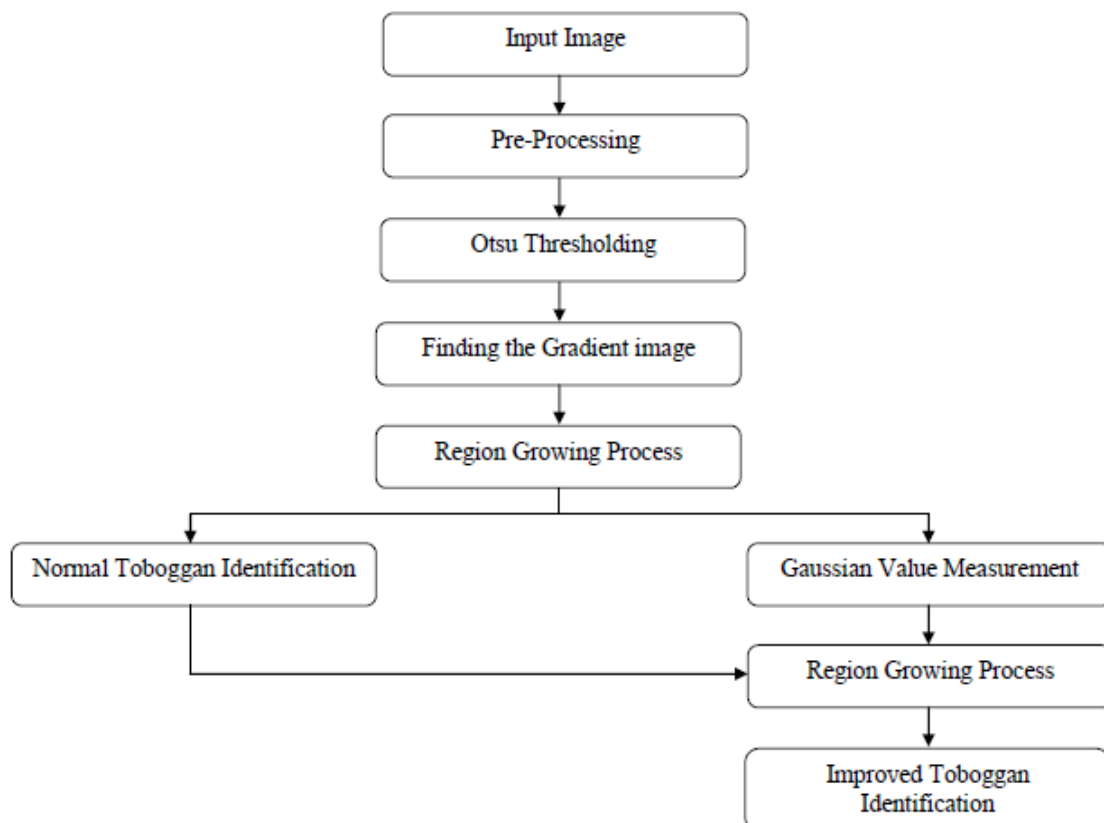 Input Image
Pre-Processing
Otsu Thresholding
Finding the Gradient image
Region Growing Process
Normal Toboggan Identification
Gaussian Value Measurement
Region Growing Process
Improved Toboggan
Identification